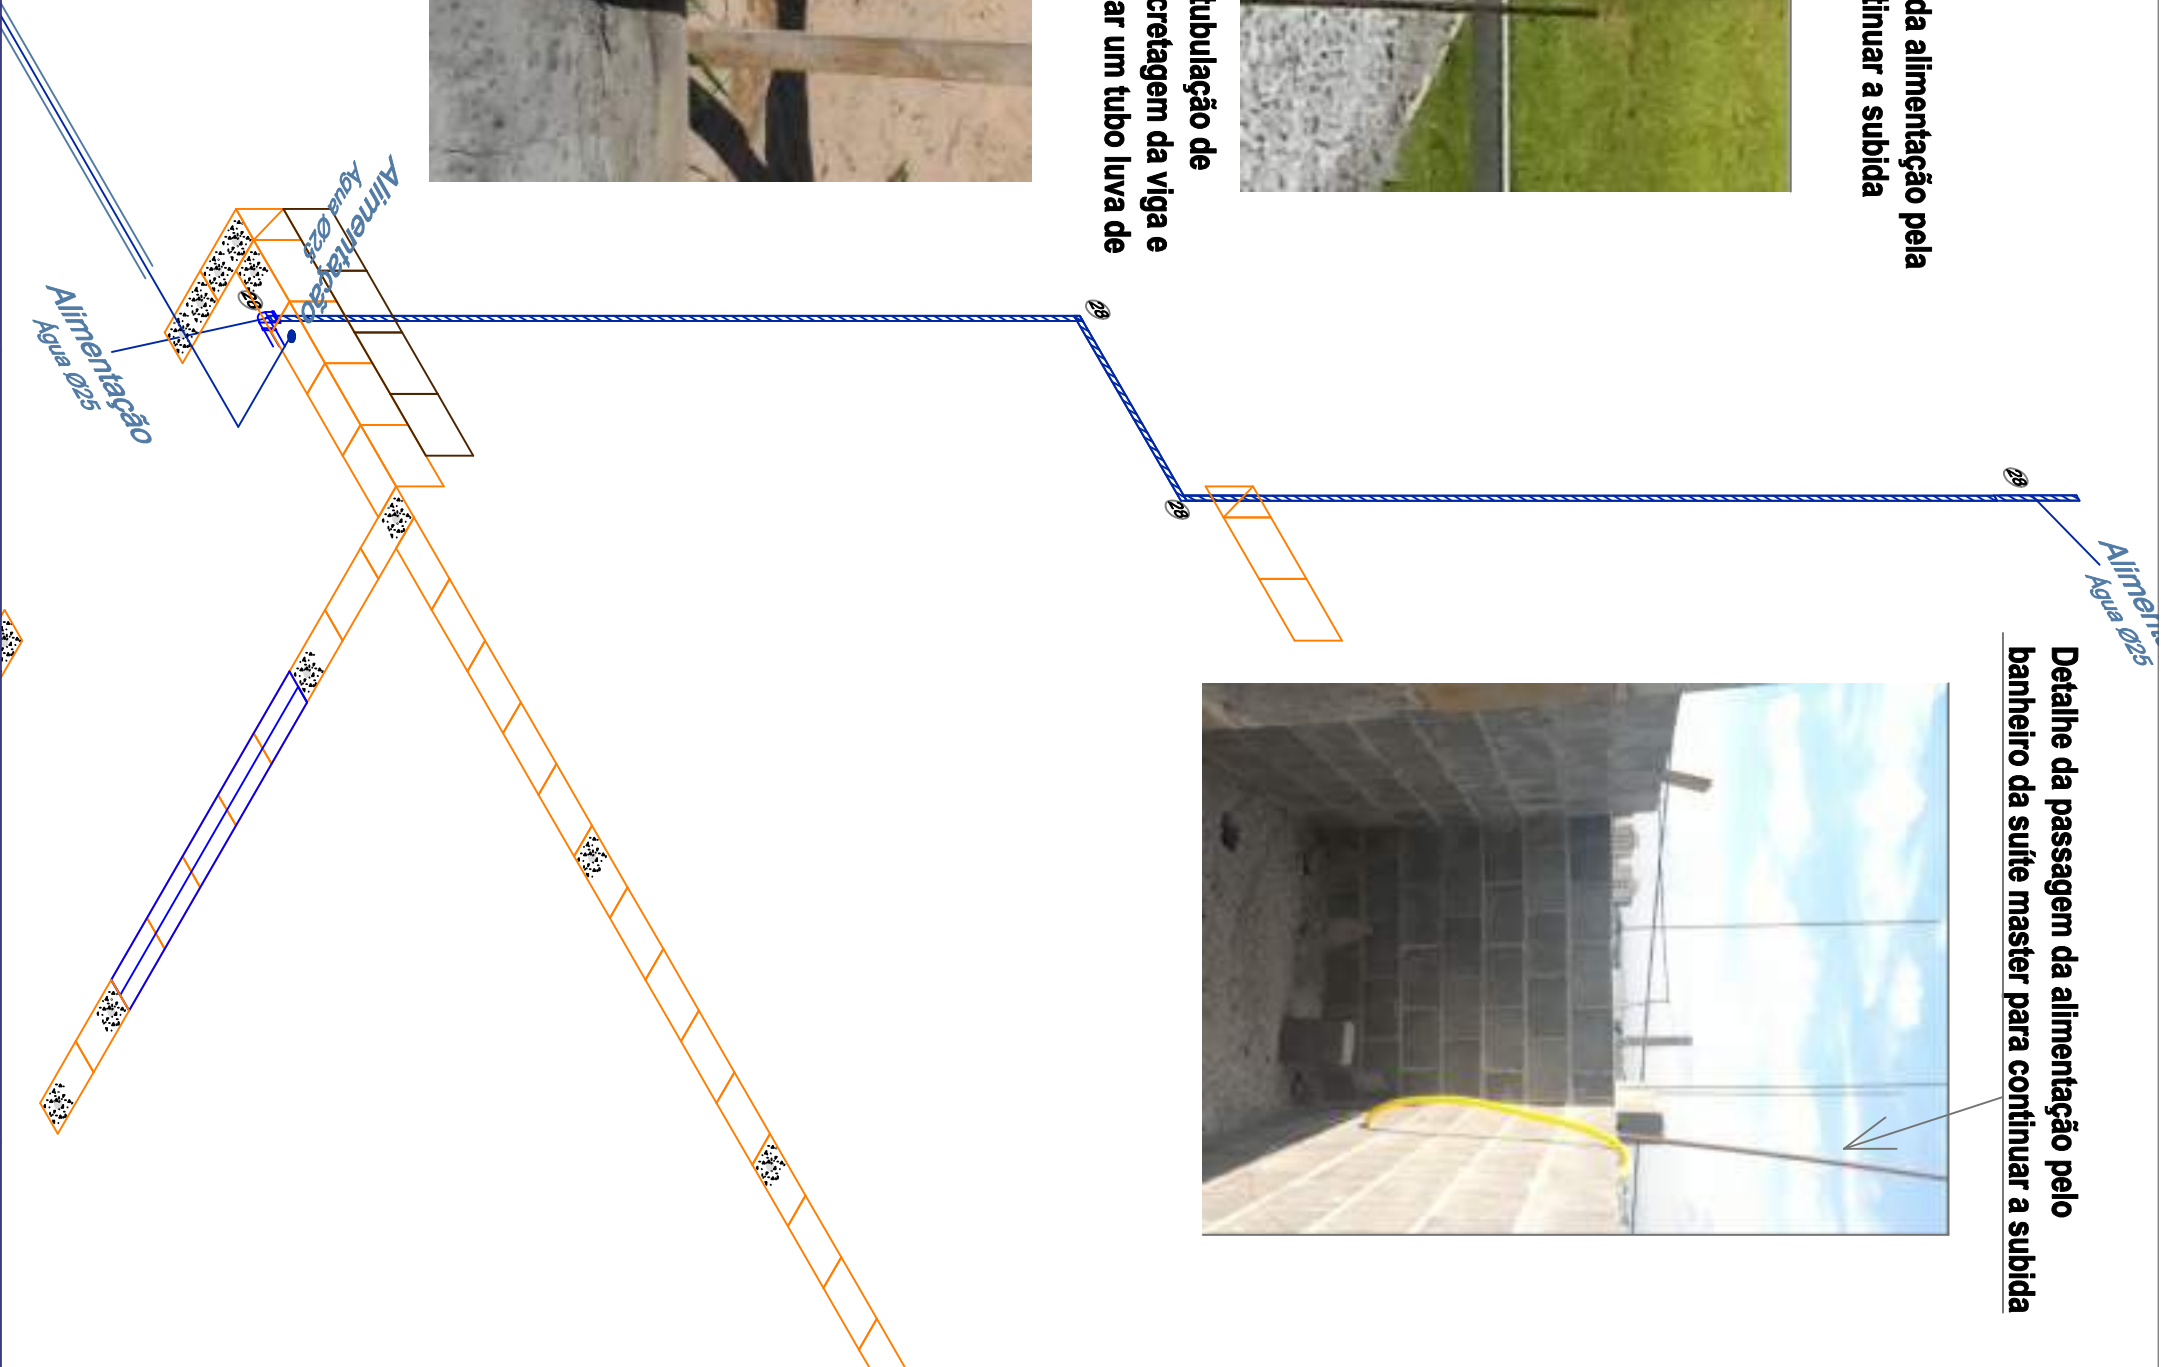 da alimentação pela
tinuar a subida
tubulação de
cretagem da viga e
ar um tubo luva de
Alimentação
Água Ø25
Alimentação
Água Ø25
28
28
28
28
Água Ø25
Detalhe da passagem da alimentação pelo
banheiro da suíte master para continuar a subida